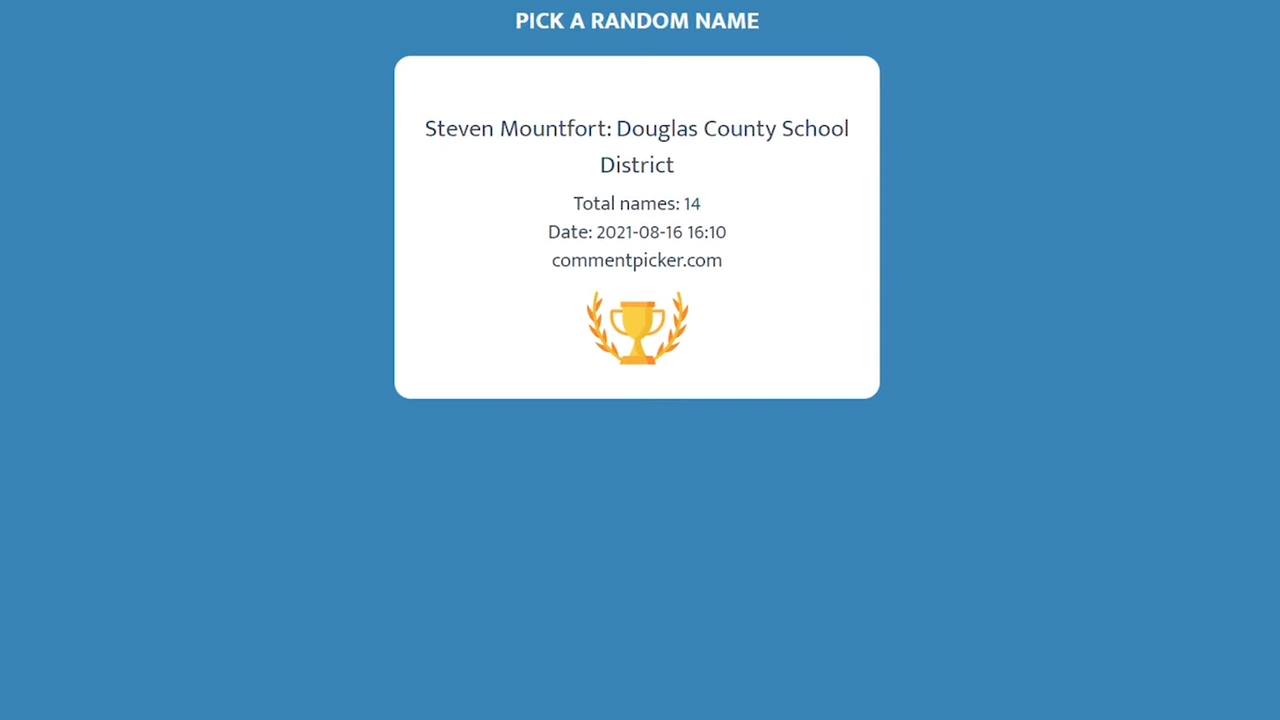 PICK A RANDOM NAME
Steven Mountfort: Douglas County School
District
Total names: 14
Date: 2021-08-16 16:10
commentpicker.com